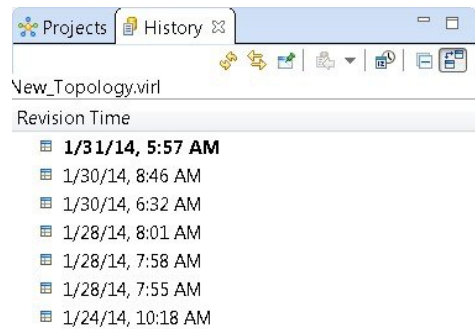 Projects History
New_Topology.virl
Revision Time
1/31/14, 5:57 AM
1/30/14, 8:46 AM
1/30/14, 6:32 AM
1/28/14, 8:01 AM
1/28/14, 7:58 AM
1/28/14, 7:55 AM
1/24/14, 10:18 AM